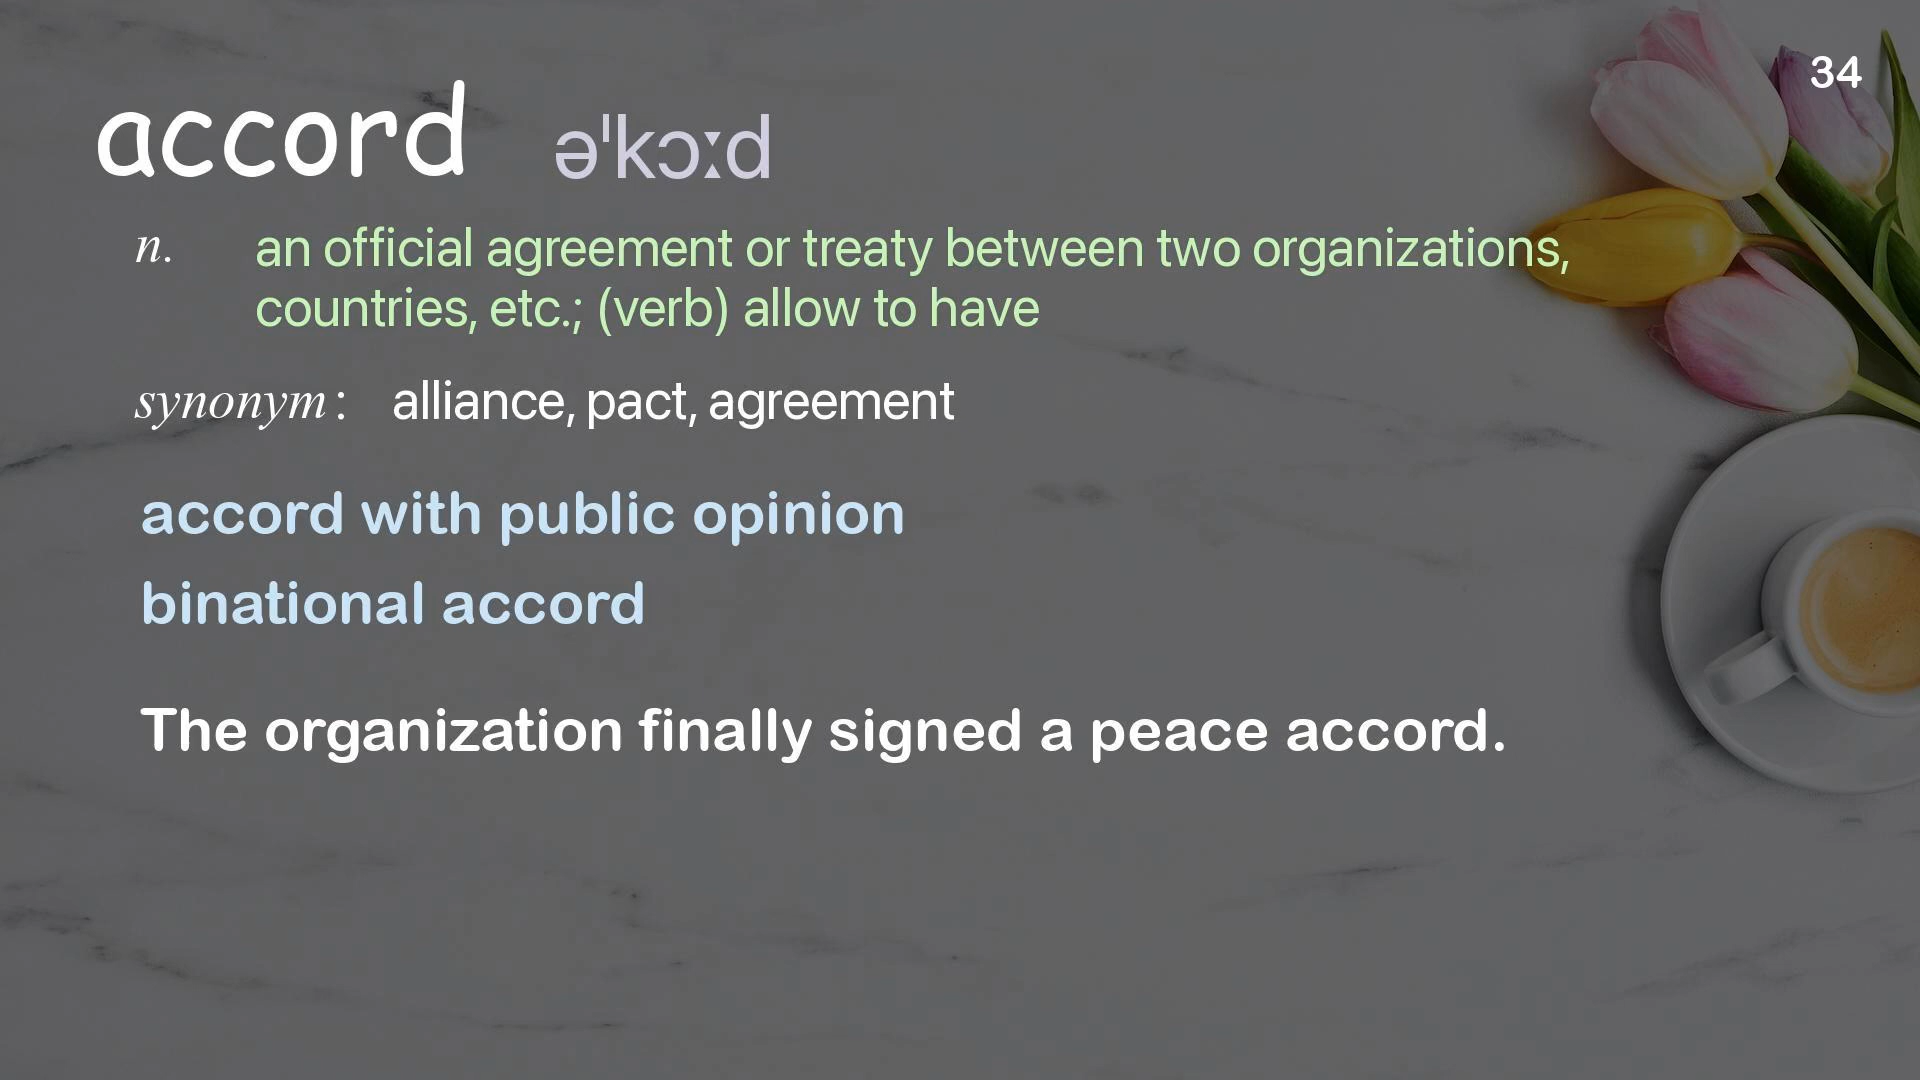 34
accord əˈkɔːd
n. an official agreement or treaty between two organizations,
countries, etc.; (verb) allow to have
synonym : alliance, pact, agreement
accord with public opinion
binational accord
The organization finally signed a peace accord.